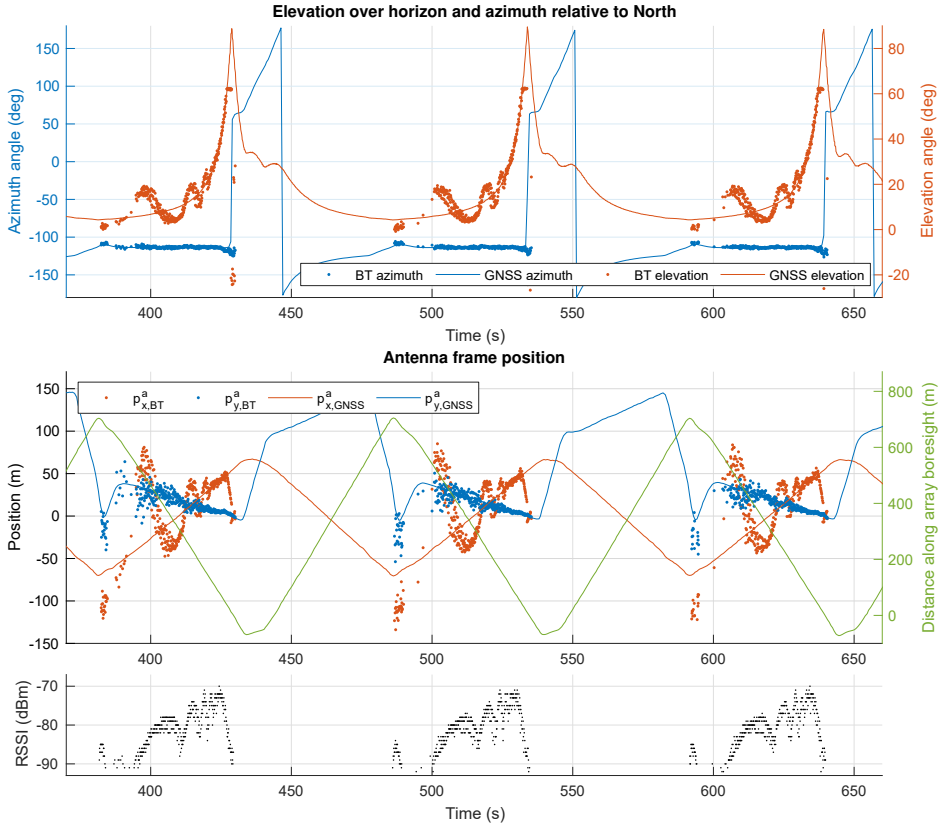 Elevation over horizon and azimuth relative to North
150
100
50
0
-50
-100
-150
Azimuth angle (deg)
80
60
40
20
0
-20
Elevation angle (deg)
BT azimuth GNSS azimuth BT elevation GNSS elevation
400 450 500 550 600 650
Time (s)
Antenna frame position
150
100
50
0
-50
-100
-150
Position (m)
800
600
400
200
0
Distance along array boresight (m)
p^a_x,BT p^a_y,BT p^a_x,GNSS p^a_y,GNSS
400 450 500 550 600 650
-70
-80
-90
RSSI (dBm)
400 450 500 550 600 650
Time (s)